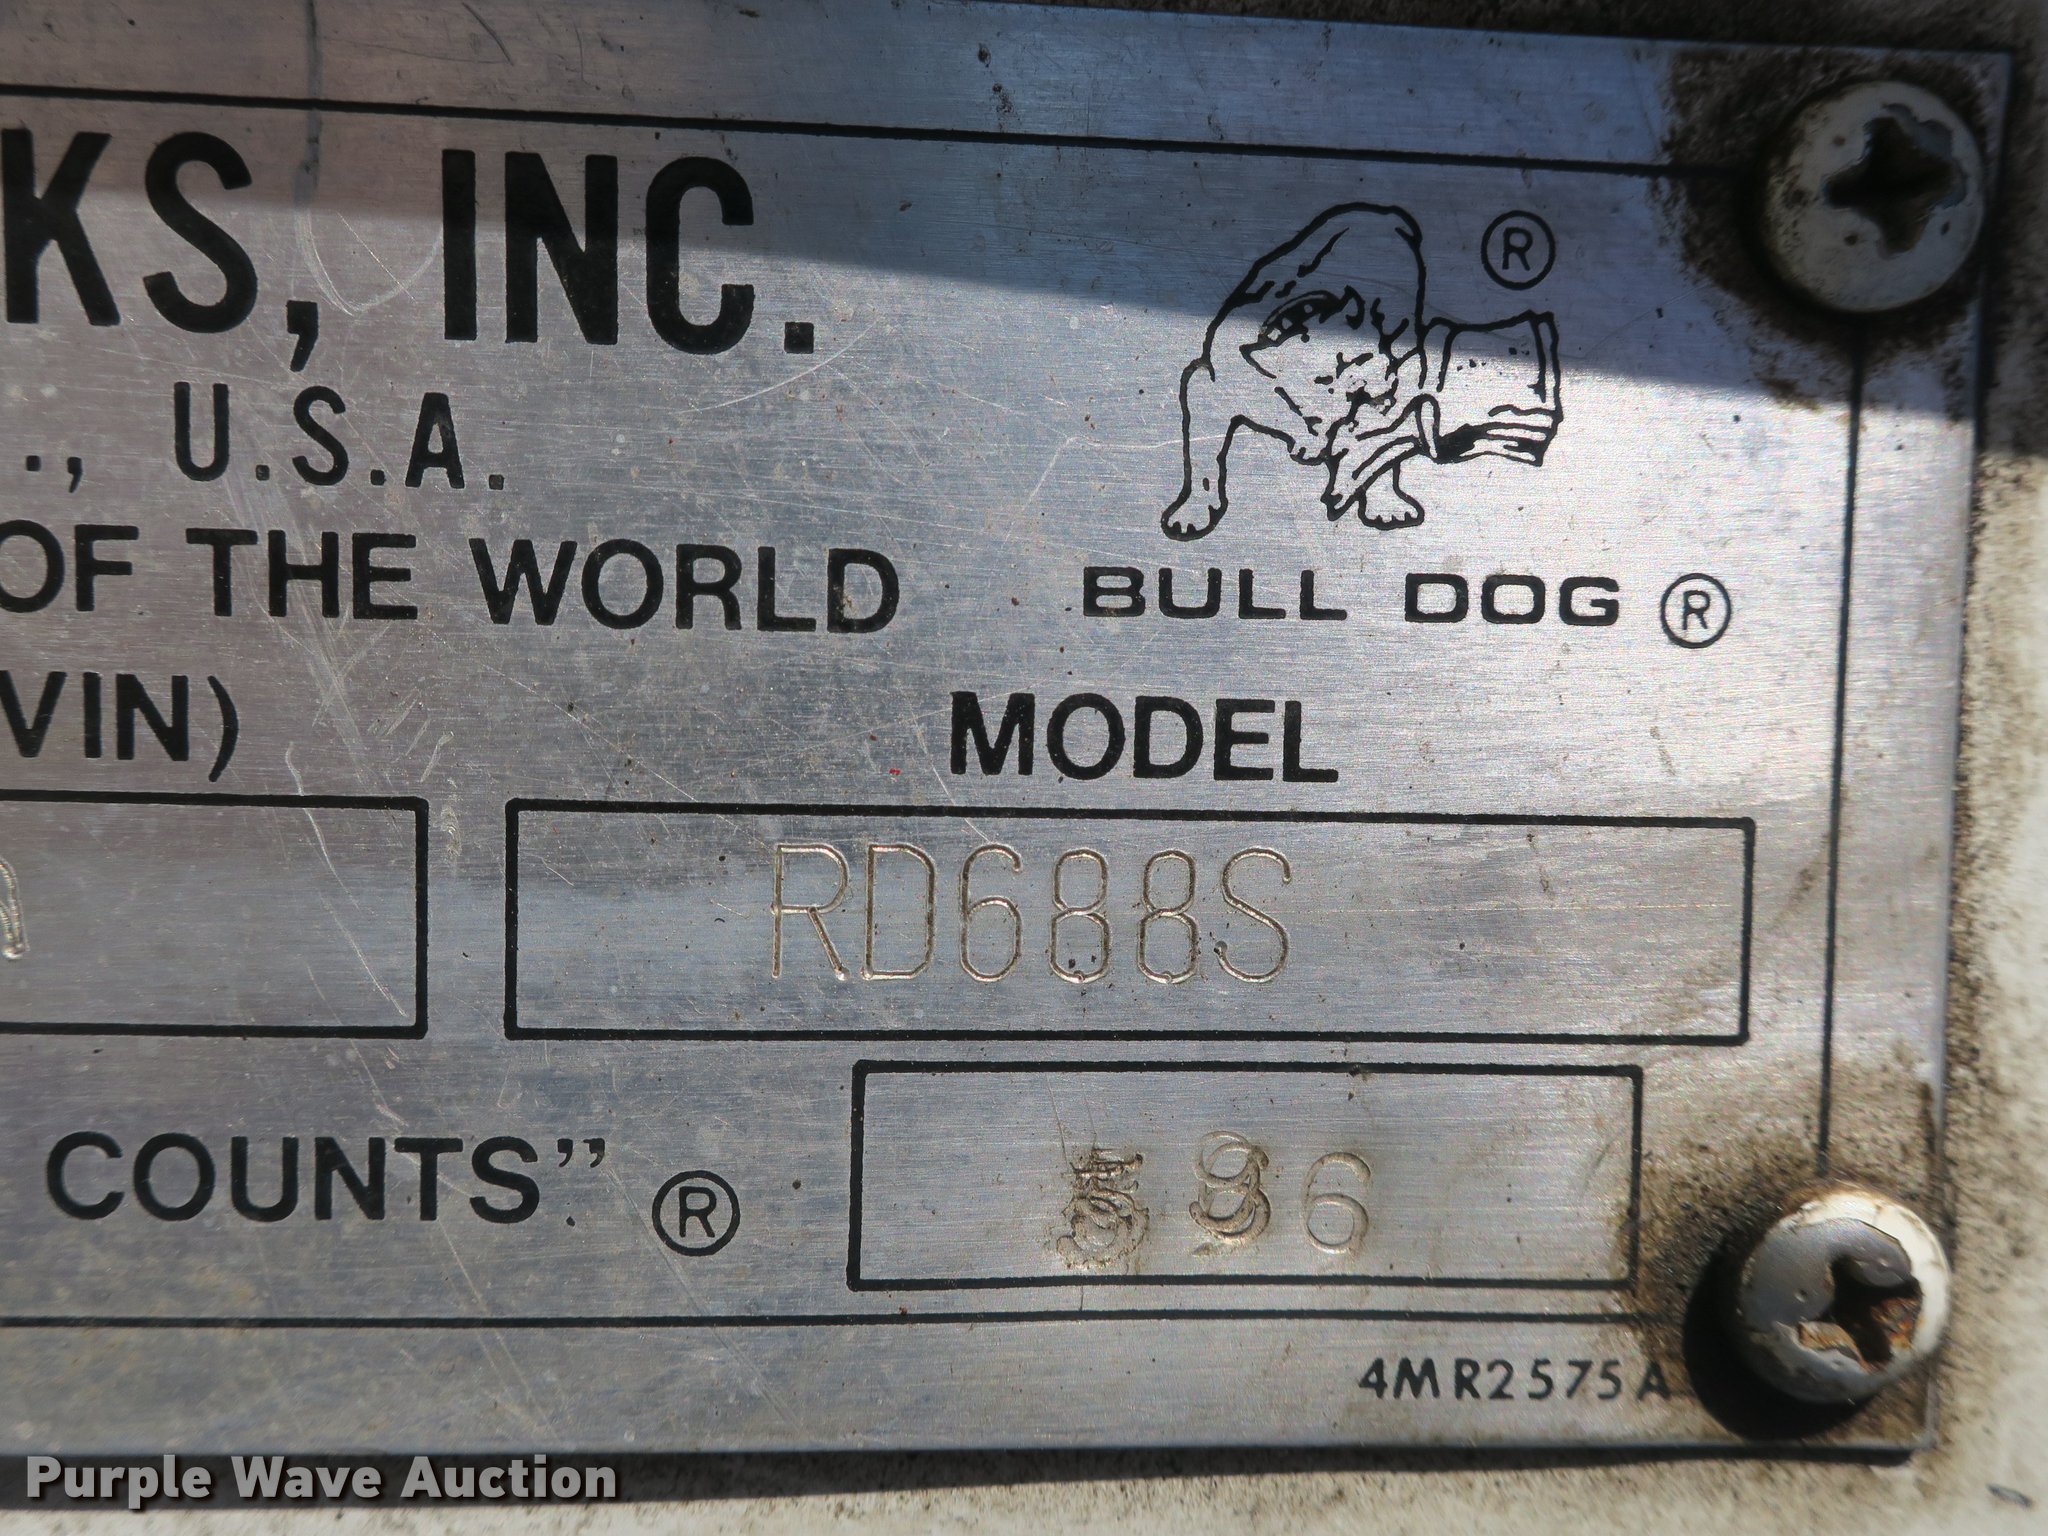 KS, INC. ®
., U.S.A.
OF THE WORLD BULL DOG ®
VIN) MODEL
RD688S
COUNTS” ®
4MR2575A
Purple Wave Auction